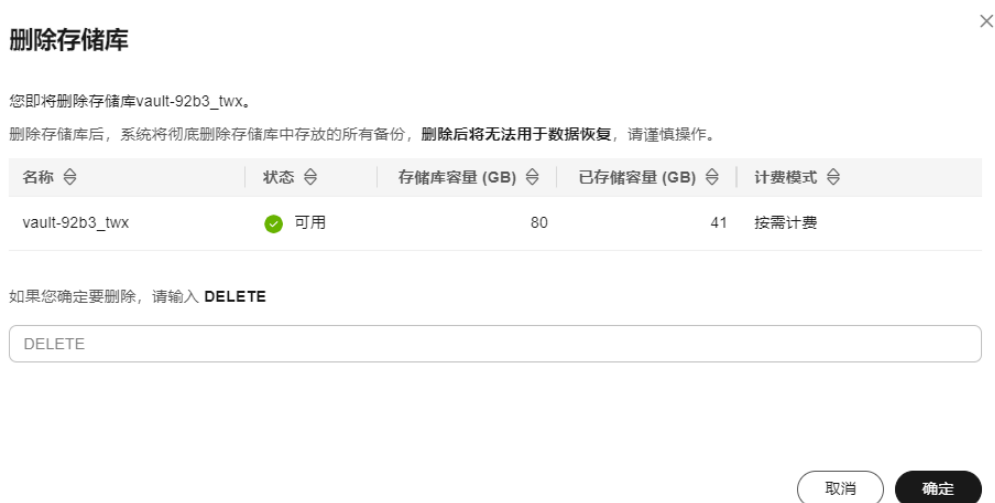 删除存储库
您即将删除存储库vault-92b3_twx。
删除存储库后，系统将彻底删除存储库中存放的所有备份，删除后将无法用于数据恢复，请谨慎操作。
名称 状态 存储库容量 (GB) 已存储容量 (GB) 计费模式
vault-92b3_twx 可用 80 41 按需计费
如果您确定要删除，请输入 DELETE
DELETE
取消 确定